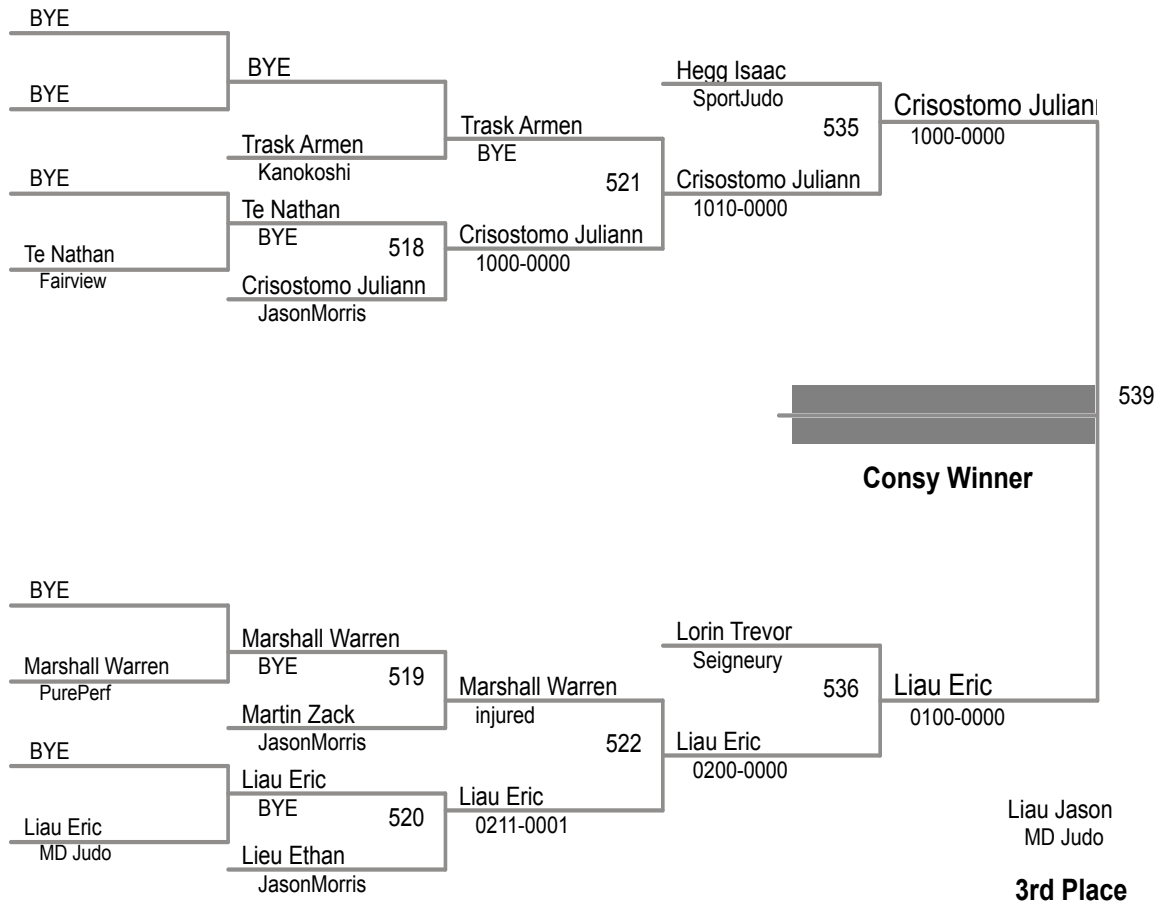 BYE
BYE
BYE
Trask Armen
Kanokoshi
BYE
Te Nathan
Fairview
Te Nathan
BYE
518
Crisostomo Juliann
JasonMorris
Trask Armen
BYE
521
Crisostomo Juliann
1000-0000
Hegg Isaac
SportJudo
535
Crisostomo Juliann
1010-0000
Crisostomo Juliann
1000-0000
539
Consy Winner
BYE
Marshall Warren
PurePerf
Marshall Warren
BYE
519
Martin Zack
JasonMorris
BYE
Liau Eric
MD Judo
Liau Eric
BYE
520
Lieu Ethan
JasonMorris
Marshall Warren
injured
522
Liau Eric
0211-0001
Lorin Trevor
Seigneury
536
Liau Eric
0200-0000
Liau Eric
0100-0000
Liau Jason
MD Judo
3rd Place